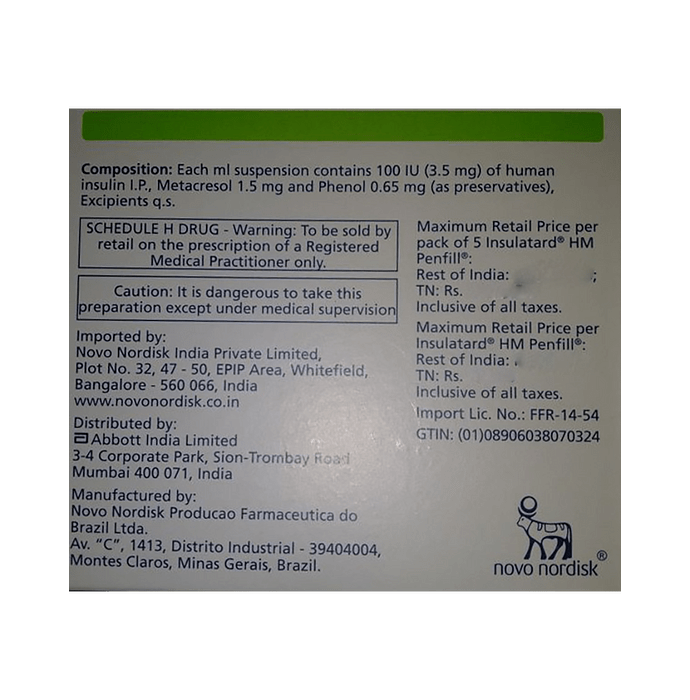 Composition: Each ml suspension contains 100 IU (3.5 mg) of human
insulin I.P., Metacresol 1.5 mg and Phenol 0.65 mg (as preservatives),
Excipients q.s.
SCHEDULE H DRUG - Warning: To be sold by
retail on the prescription of a Registered
Medical Practitioner only.
Caution: It is dangerous to take this
preparation except under medical supervision
Imported by:
Novo Nordisk India Private Limited,
Plot No. 32, 47 - 50, EPIP Area, Whitefield,
Bangalore - 560 066, India
www.novonordisk.co.in
Distributed by:
Abbott India Limited
3-4 Corporate Park, Sion-Trombay Road
Mumbai 400 071, India
Manufactured by:
Novo Nordisk Producao Farmaceutica do
Brazil Ltda.
Av. “C”, 1413, Distrito Industrial - 39404004,
Montes Claros, Minas Gerais, Brazil.
Maximum Retail Price per
pack of 5 Insulatard® HM
Penfill®:
Rest of India: ;
TN: Rs.
Inclusive of all taxes.
Maximum Retail Price per
Insulatard® HM Penfill®:
Rest of India:
TN: Rs.
Inclusive of all taxes.
Import Lic. No.: FFR-14-54
GTIN: (01)08906038070324
novo nordisk®